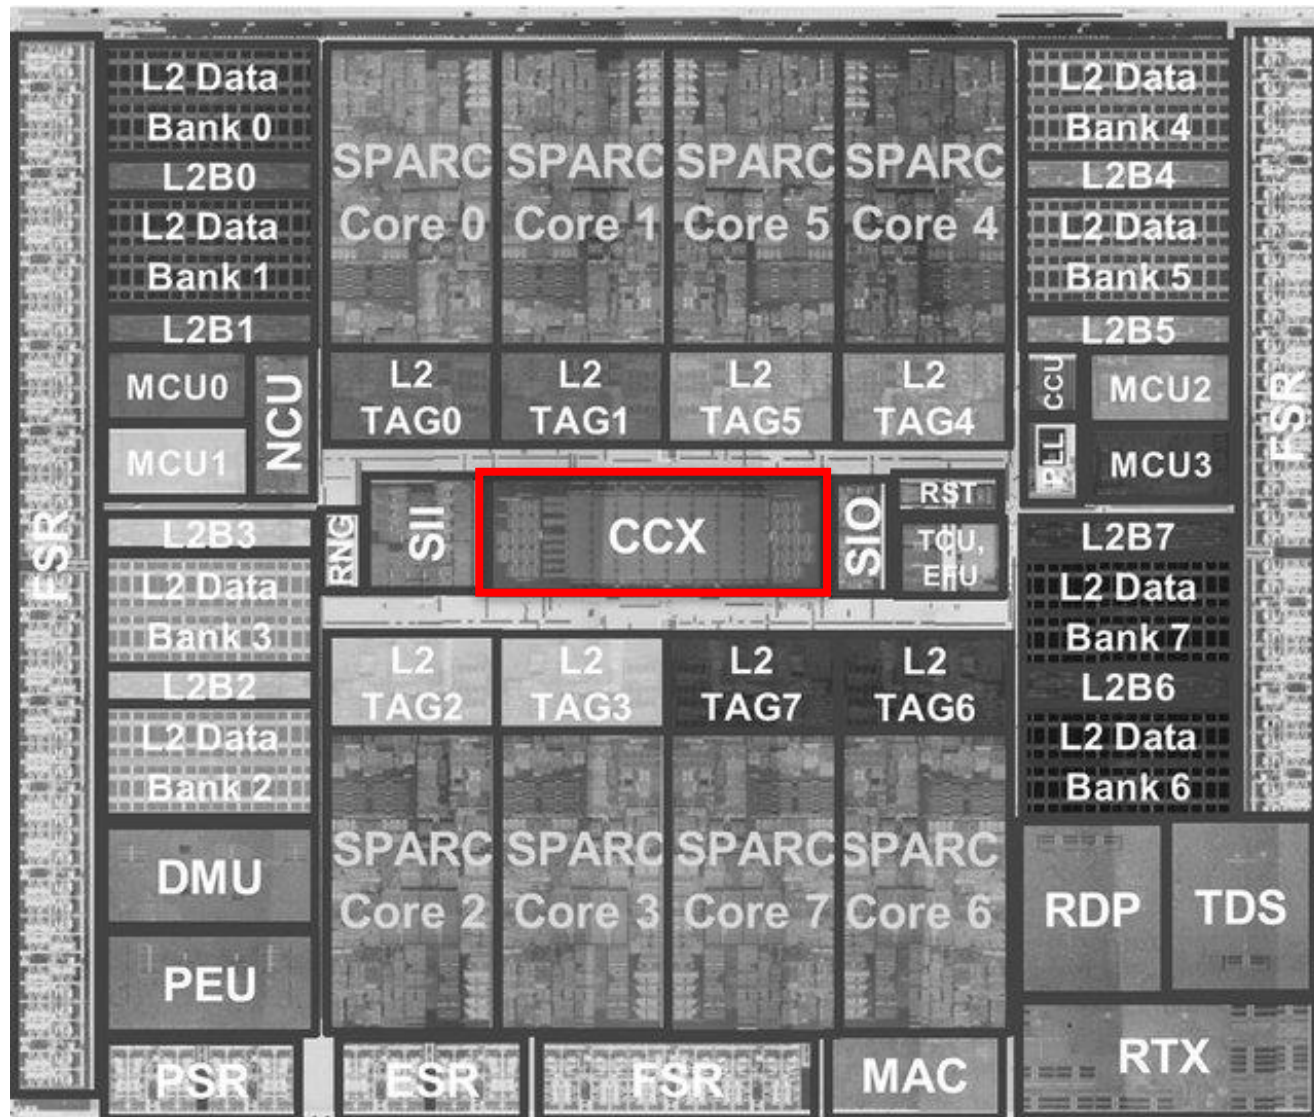 L2 Data
Bank 0
L2B0
L2 Data
Bank 1
L2B1
MCU0
NCU
MCU1
SPARC
Core 0
SPARC
Core 1
SPARC
Core 5
SPARC
Core 4
L2
TAG0
L2
TAG1
L2
TAG5
L2
TAG4
L2 Data
Bank 4
L2B4
L2 Data
Bank 5
L2B5
CCU
MCU2
PLL
MCU3
FSR
FSR
RNG
SII
CCX
SIO
RST
TCU,
EFU
L2B3
L2 Data
Bank 3
L2B2
L2 Data
Bank 2
DMU
PEU
L2
TAG2
L2
TAG3
L2
TAG7
L2
TAG6
SPARC
Core 2
SPARC
Core 3
SPARC
Core 7
SPARC
Core 6
L2B7
L2 Data
Bank 7
L2B6
L2 Data
Bank 6
RDP
TDS
RTX
PSR
ESR
FSR
MAC